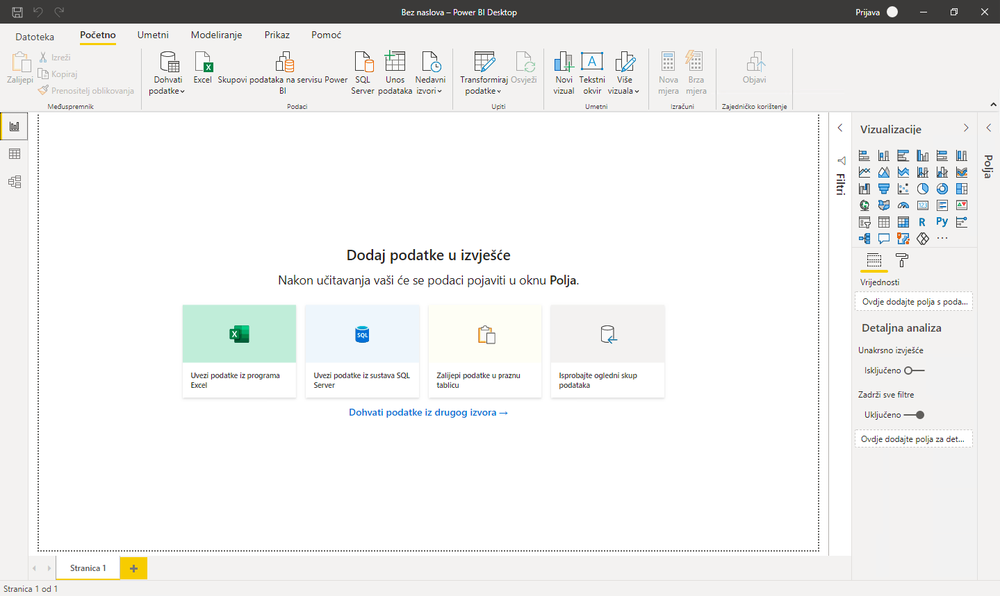 Bez naslova – Power BI Desktop
Prijava
Datoteka
Početno
Umetni
Modeliranje
Prikaz
Pomoć
Zalijepi
Izreži
Kopiraj
Prenositelj oblikovanja
Međuspremnik
Dohvati
podatke
Excel
Skupovi podataka na servisu Power
BI
SQL
Server
Unos
podataka
Nedavni
izvori
Podaci
Transformiraj
podatke
Osvježi
Upiti
Novi
vizual
A
Tekstni
okvir
Više
vizuala
Umetni
Nova
mjera
Brza
mjera
Izračuni
Objavi
Zajedničko korištenje
Dodaj podatke u izvješće
Nakon učitavanja vaši će se podaci pojaviti u oknu Polja.
X
SQL
Uvezi podatke iz programa
Excel
Uvezi podatke iz sustava SQL
Server
Zalijepi podatke u praznu
tablicu
Isprobajte ogledni skup
podataka
Dohvati podatke iz drugog izvora →
Filtri
Vizualizacije
123
R
Py
...
Vrijednosti
Ovdje dodajte polja s poda...
Detaljna analiza
Unakrsno izvješće
Isključeno
Zadrži sve filtre
Uključeno
Ovdje dodajte polja za det...
Polja
Stranica 1
Stranica 1 od 1